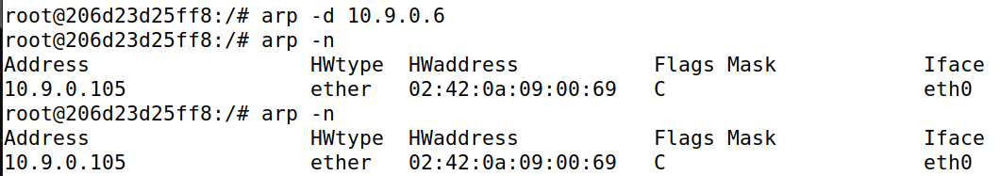 root@206d23d25ff8:/# arp -d 10.9.0.6
root@206d23d25ff8:/# arp -n
Address                  HWtype  HWaddress           Flags Mask            Iface
10.9.0.105               ether   02:42:0a:09:00:69   C                     eth0
root@206d23d25ff8:/# arp -n
Address                  HWtype  HWaddress           Flags Mask            Iface
10.9.0.105               ether   02:42:0a:09:00:69   C                     eth0